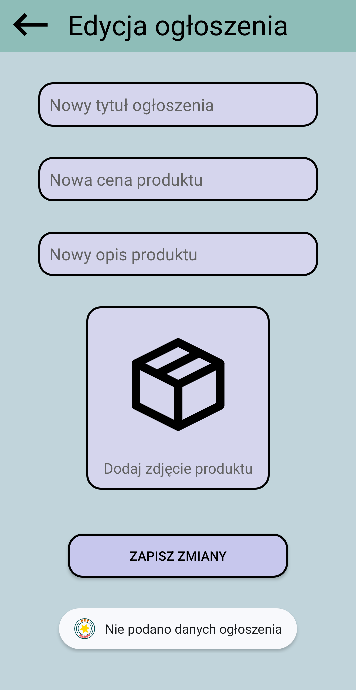 Edycja ogłoszenia
Nowy tytuł ogłoszenia
Nowa cena produktu
Nowy opis produktu
Dodaj zdjęcie produktu
ZAPISZ ZMIANY
Nie podano danych ogłoszenia